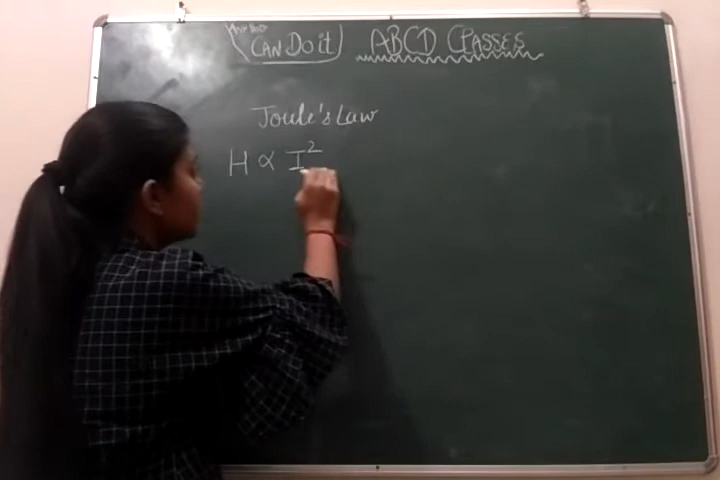 CAN DO it
ABCD CLASSES
Joule's Law
H ∝ I²